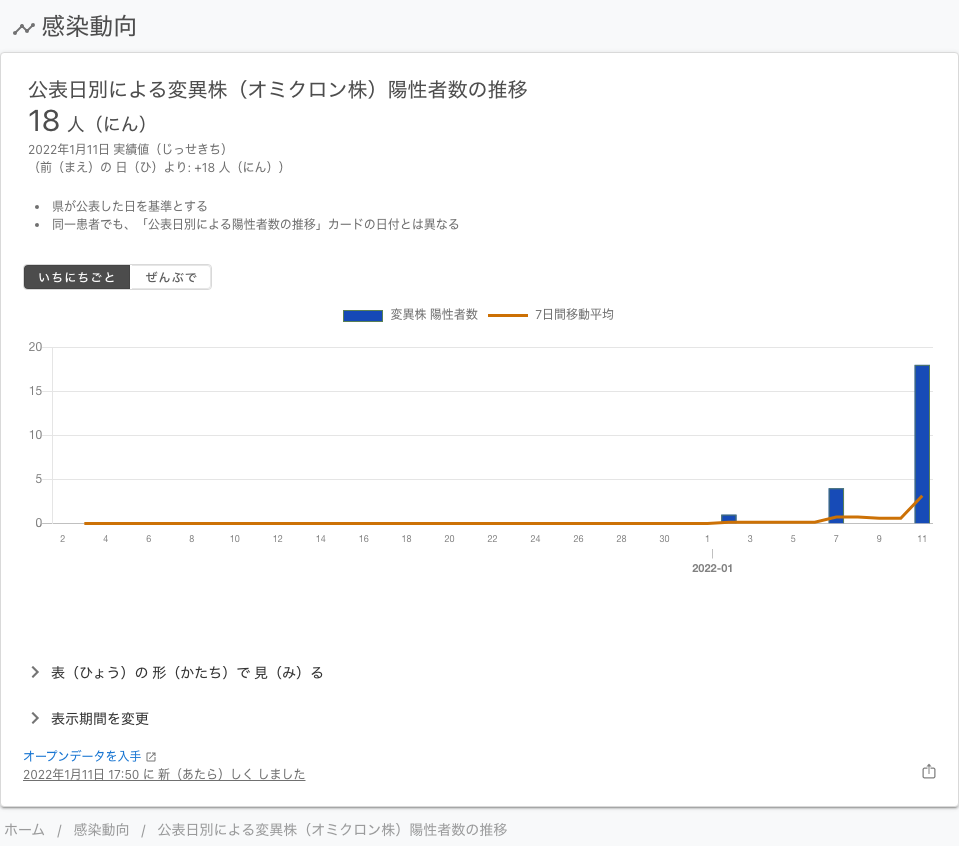 感染動向
公表日別による変異株（オミクロン株）陽性者数の推移
18 人（にん）
2022年1月11日 実績値（じっせきち）
（前（まえ）の 日（ひ）より: +18 人（にん））
県が公表した日を基準とする
同一患者でも、「公表日別による陽性者数の推移」カードの日付とは異なる
いちにちごと ぜんぶで
変異株 陽性者数 7日間移動平均
20
15
10
5
0
2 4 6 8 10 12 14 16 18 20 22 24 26 28 30 1 3 5 7 9 11
2022-01
表（ひょう）の 形（かたち）で 見（み）る
表示期間を変更
オープンデータを入手
2022年1月11日 17:50 に 新（あたら）しく しました
ホーム / 感染動向 / 公表日別による変異株（オミクロン株）陽性者数の推移